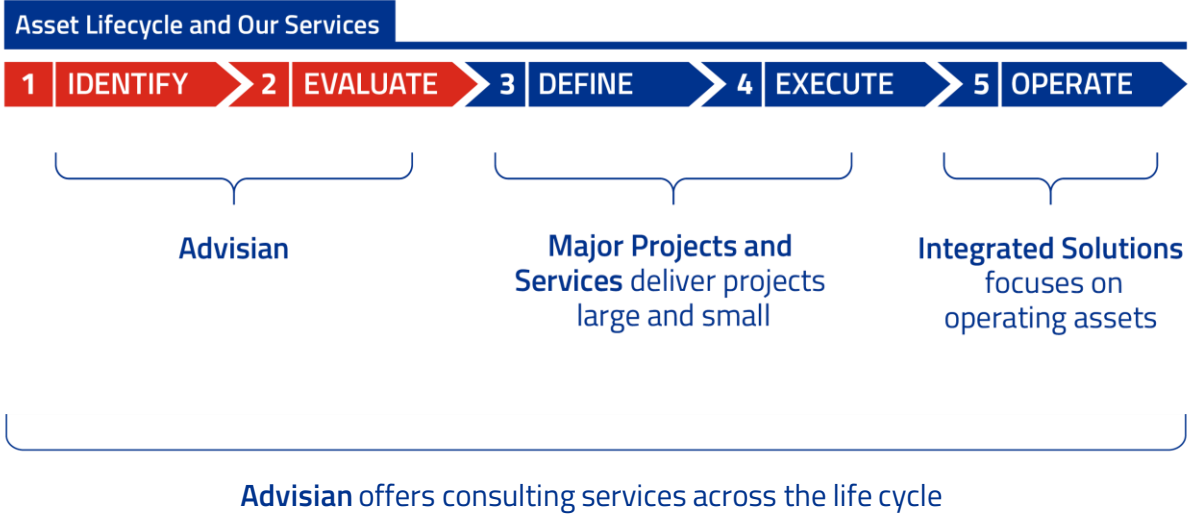 Asset Lifecycle and Our Services
1 IDENTIFY 2 EVALUATE 3 DEFINE 4 EXECUTE 5 OPERATE
Advisian
Major Projects and
Services deliver projects
large and small
Integrated Solutions
focuses on
operating assets
Advisian offers consulting services across the life cycle